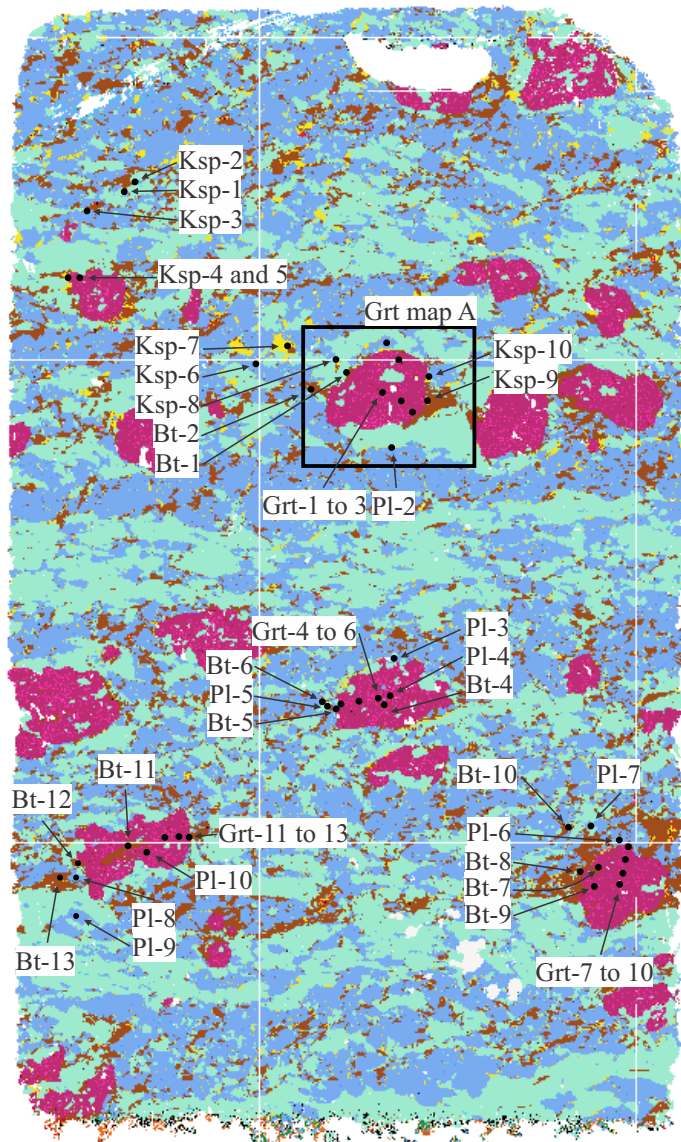 Ksp-2
Ksp-1
Ksp-3
Ksp-4 and 5
Grt map A
Ksp-7
Ksp-6
Ksp-8
Bt-2
Bt-1
Ksp-10
Ksp-9
Grt-1 to 3
Pl-2
Grt-4 to 6
Pl-3
Pl-4
Bt-4
Bt-6
Pl-5
Bt-5
Bt-11
Bt-12
Grt-11 to 13
Pl-10
Pl-8
Pl-9
Bt-13
Bt-10
Pl-7
Pl-6
Bt-8
Bt-7
Bt-9
Grt-7 to 10